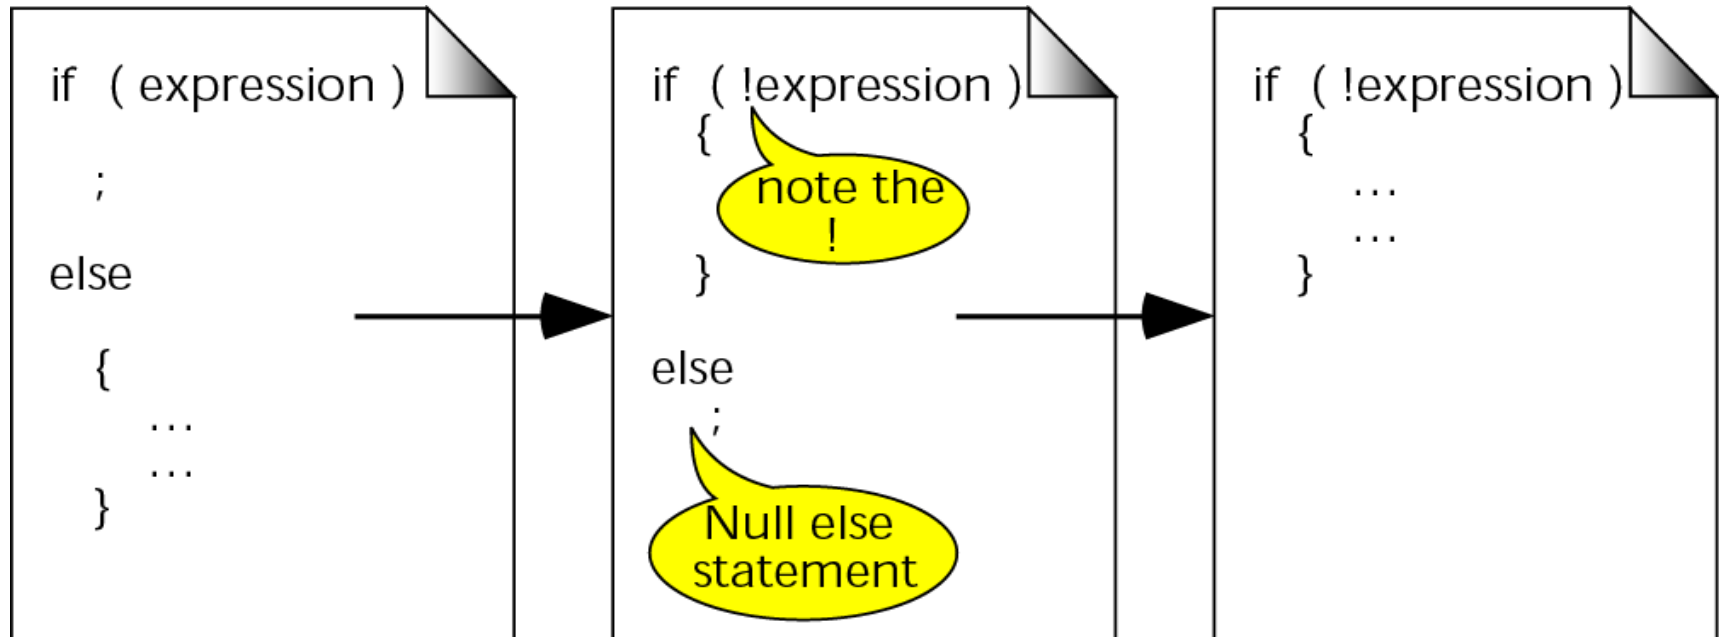 if ( expression )
;
else
{
...
...
}
if ( !expression )
{
note the
!
}
else
;
Null else
statement
if ( !expression )
{
...
...
}